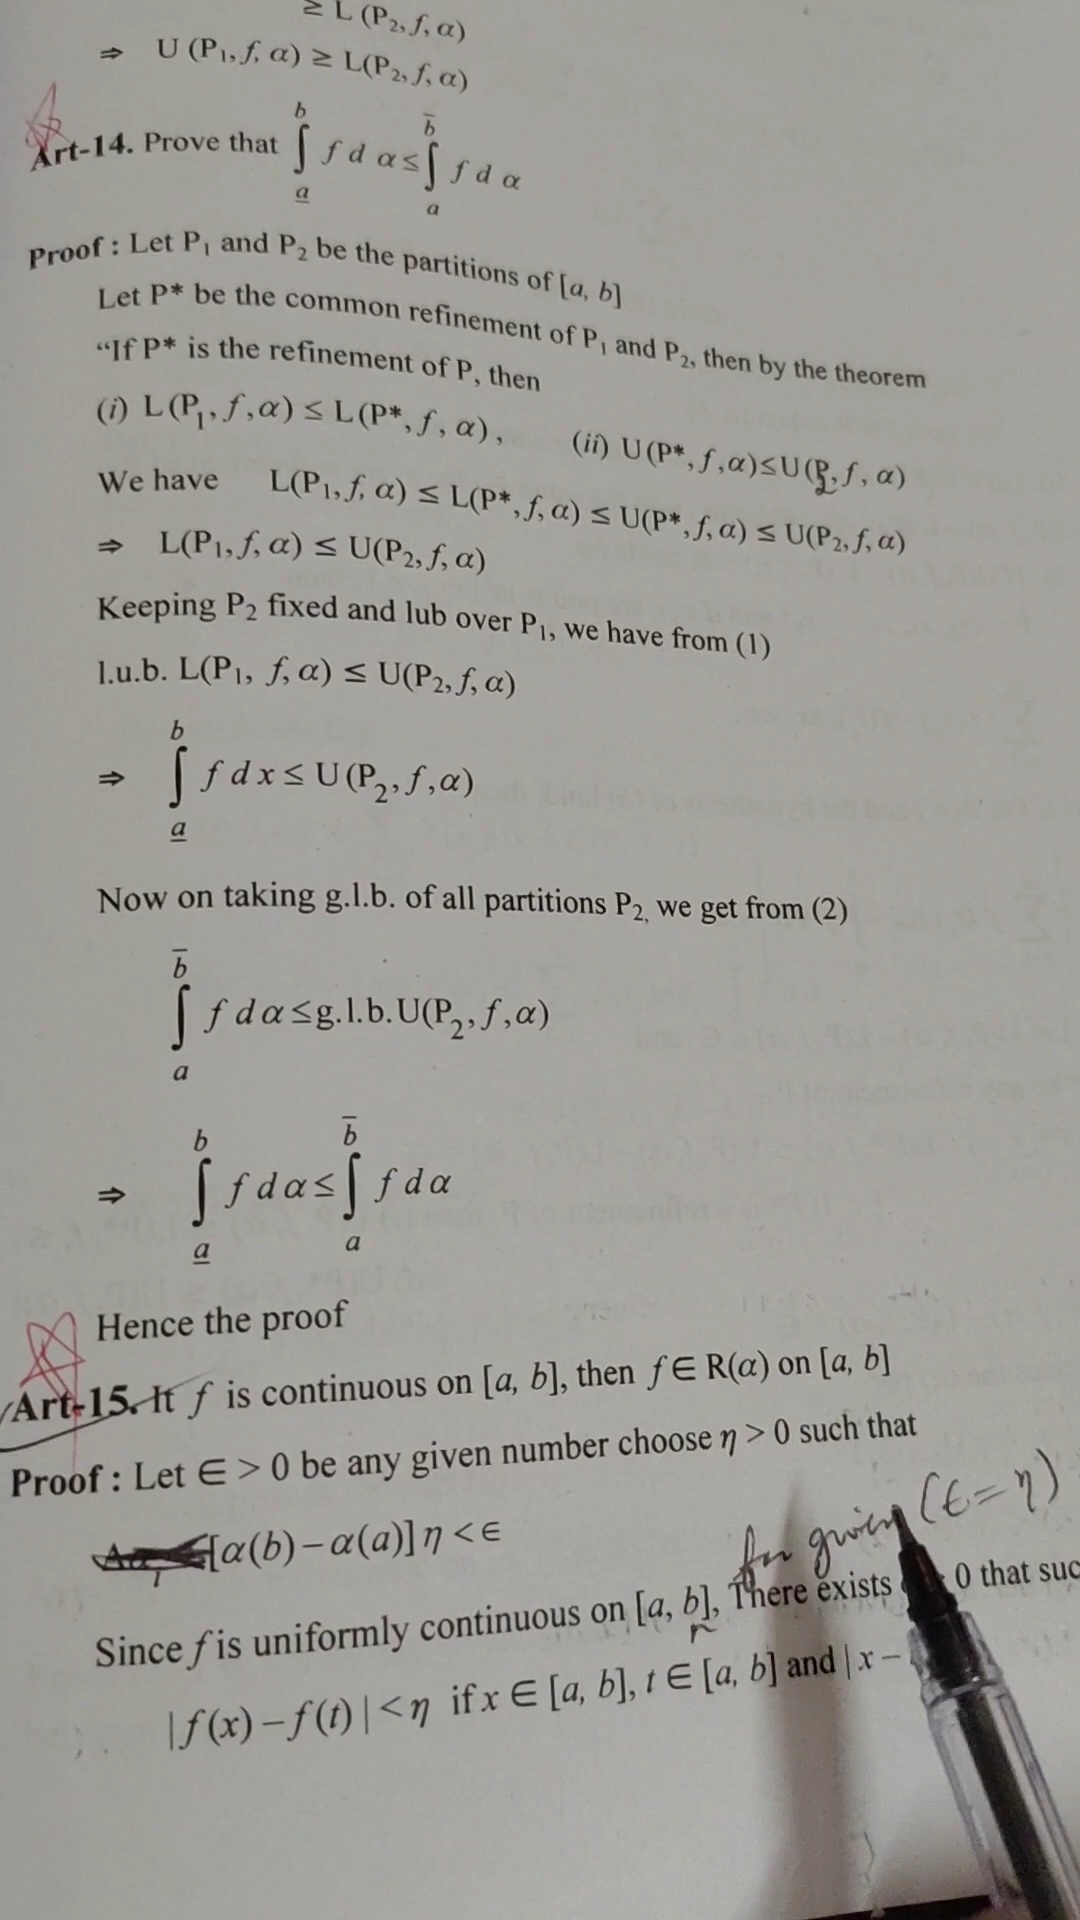 ≥ L (P₂, f, α)
⇒ U (P₁, f, α) ≥ L(P₂, f, α)
Art-14. Prove that ∫_a̲^b f d α ≤ ∫_a^b̅ f d α
Proof : Let P₁ and P₂ be the partitions of [a, b]
Let P* be the common refinement of P₁ and P₂, then by the theorem
“If P* is the refinement of P, then
(i) L(P₁, f, α) ≤ L(P*, f, α), (ii) U(P*, f, α) ≤ U(P₂, f, α)
We have L(P₁, f, α) ≤ L(P*, f, α) ≤ U(P*, f, α) ≤ U(P₂, f, α)
⇒ L(P₁, f, α) ≤ U(P₂, f, α)
Keeping P₂ fixed and lub over P₁, we have from (1)
l.u.b. L(P₁, f, α) ≤ U(P₂, f, α)
⇒ ∫_a̲^b f d x ≤ U (P₂, f, α)
Now on taking g.l.b. of all partitions P₂, we get from (2)
∫_a^b̅ f d α ≤ g.l.b. U(P₂, f, α)
⇒ ∫_a̲^b f d α ≤ ∫_a^b̅ f d α
Hence the proof
Art-15. It f is continuous on [a, b], then f ∈ R(α) on [a, b]
Proof : Let ∈ > 0 be any given number choose η > 0 such that
[α(b) – α(a)] η < ∈
for given (ϵ = η)
Since f is uniformly continuous on [a, b], There exists 0 that suc
|f(x) – f(t)| < η if x ∈ [a, b], t ∈ [a, b] and | x –